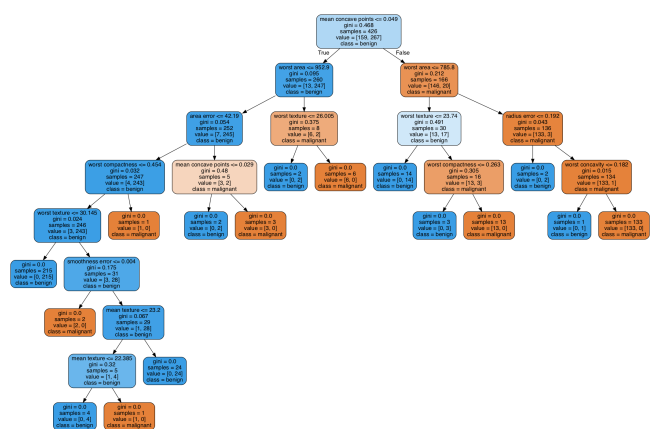 mean concave points <= 0.049
gini = 0.468
samples = 426
value = [159, 267]
class = benign
True
False
worst area <= 952.9
gini = 0.095
samples = 260
value = [13, 247]
class = benign
worst area <= 785.8
gini = 0.212
samples = 166
value = [146, 20]
class = malignant
area error <= 42.19
gini = 0.054
samples = 252
value = [7, 245]
class = benign
worst texture <= 26.005
gini = 0.375
samples = 8
value = [6, 2]
class = malignant
worst texture <= 23.74
gini = 0.491
samples = 30
value = [13, 17]
class = benign
radius error <= 0.192
gini = 0.043
samples = 136
value = [133, 3]
class = malignant
worst compactness <= 0.454
gini = 0.032
samples = 247
value = [4, 243]
class = benign
mean concave points <= 0.029
gini = 0.48
samples = 5
value = [3, 2]
class = malignant
gini = 0.0
samples = 2
value = [0, 2]
class = benign
gini = 0.0
samples = 6
value = [6, 0]
class = malignant
gini = 0.0
samples = 14
value = [0, 14]
class = benign
worst compactness <= 0.263
gini = 0.305
samples = 16
value = [13, 3]
class = malignant
gini = 0.0
samples = 2
value = [0, 2]
class = benign
worst concavity <= 0.182
gini = 0.015
samples = 134
value = [133, 1]
class = malignant
worst texture <= 30.145
gini = 0.024
samples = 246
value = [3, 243]
class = benign
gini = 0.0
samples = 1
value = [1, 0]
class = malignant
gini = 0.0
samples = 2
value = [0, 2]
class = benign
gini = 0.0
samples = 3
value = [3, 0]
class = malignant
gini = 0.0
samples = 3
value = [0, 3]
class = benign
gini = 0.0
samples = 13
value = [13, 0]
class = malignant
gini = 0.0
samples = 1
value = [0, 1]
class = benign
gini = 0.0
samples = 133
value = [133, 0]
class = malignant
gini = 0.0
samples = 215
value = [0, 215]
class = benign
smoothness error <= 0.004
gini = 0.175
samples = 31
value = [3, 28]
class = benign
gini = 0.0
samples = 2
value = [2, 0]
class = malignant
mean texture <= 23.2
gini = 0.067
samples = 29
value = [1, 28]
class = benign
mean texture <= 22.385
gini = 0.32
samples = 5
value = [1, 4]
class = benign
gini = 0.0
samples = 24
value = [0, 24]
class = benign
gini = 0.0
samples = 4
value = [0, 4]
class = benign
gini = 0.0
samples = 1
value = [1, 0]
class = malignant